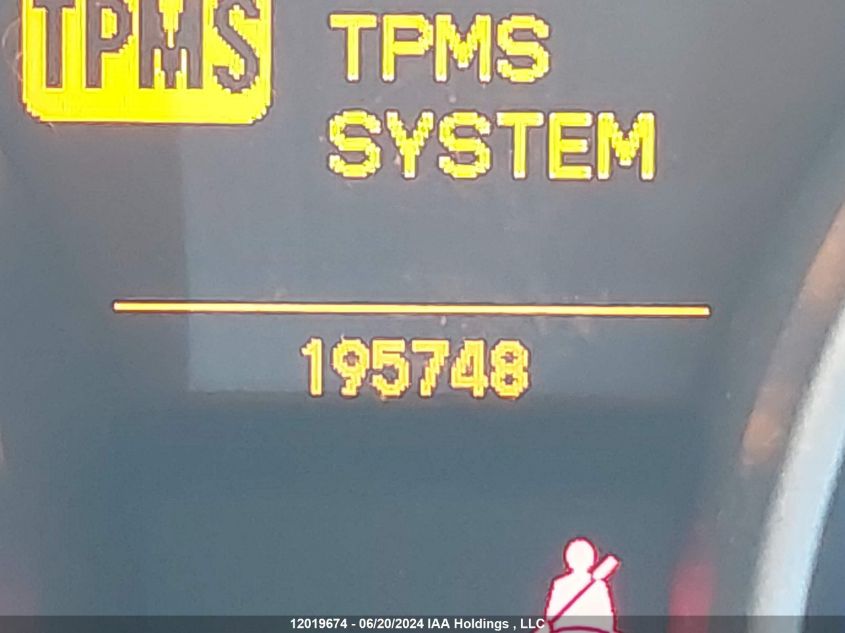 TPMS
TPMS
SYSTEM
195748
12019674 - 06/20/2024 IAA Holdings , LLC